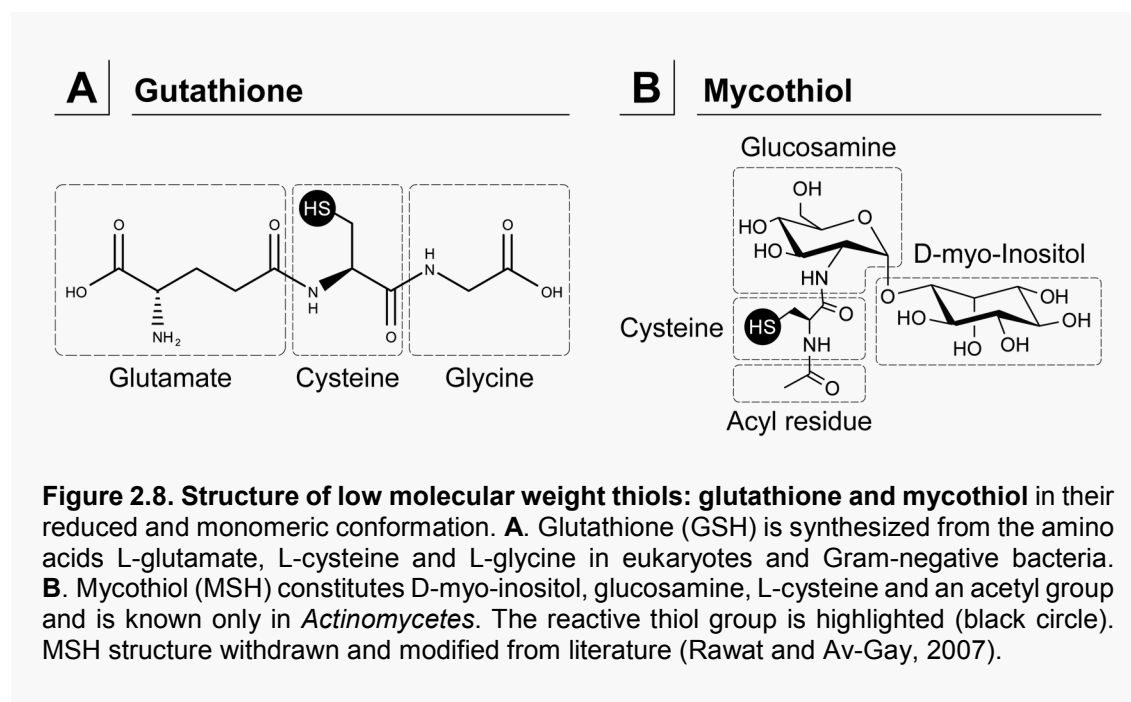 A Gutathione
B Mycothiol
HS
O
O
O
HO
NH₂
N
H
O
H
N
OH
Glutamate
Cysteine
Glycine
Glucosamine
OH
HO
O
HO
HN
O
D-myo-Inositol
OH
HO
OH
HO
OH
Cysteine
HS
O
NH
O
Acyl residue
Figure 2.8. Structure of low molecular weight thiols: glutathione and mycothiol in their
reduced and monomeric conformation. A. Glutathione (GSH) is synthesized from the amino
acids L-glutamate, L-cysteine and L-glycine in eukaryotes and Gram-negative bacteria.
B. Mycothiol (MSH) constitutes D-myo-inositol, glucosamine, L-cysteine and an acetyl group
and is known only in Actinomycetes. The reactive thiol group is highlighted (black circle).
MSH structure withdrawn and modified from literature (Rawat and Av-Gay, 2007).